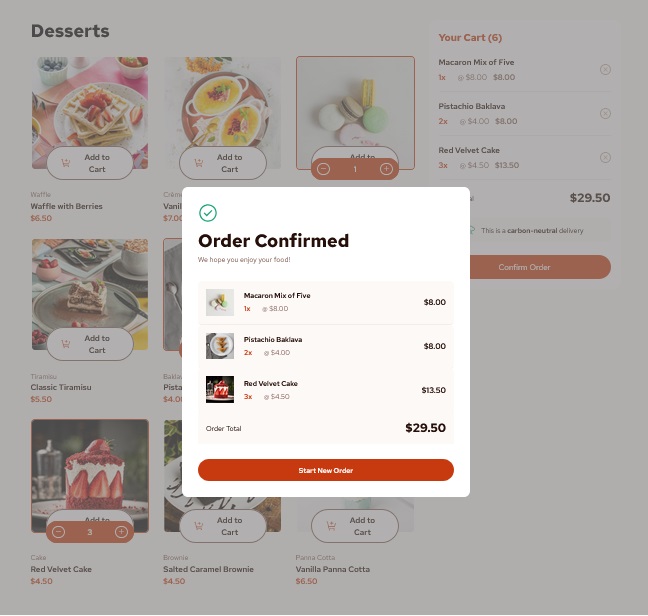 Desserts
Add to
Cart
Add to
Cart
Add to
1
Waffle
Waffle with Berries
$6.50
Crème
Vanil
$7.00
Add to
Cart
Tiramisu
Classic Tiramisu
$5.50
Bakla
Pista
$4.0
Add to
3
Cart
Cart
Add to
Cart
Cake
Red Velvet Cake
$4.50
Brownie
Salted Caramel Brownie
$4.50
Panna Cotta
Vanilla Panna Cotta
$6.50
Your Cart (6)
Macaron Mix of Five
1x @ $8.00 $8.00
Pistachio Baklava
2x @ $4.00 $8.00
Red Velvet Cake
3x @ $4.50 $13.50
$29.50
This is a carbon-neutral delivery
Confirm Order
Order Confirmed
We hope you enjoy your food!
Macaron Mix of Five
1x @ $8.00
$8.00
Pistachio Baklava
2x @ $4.00
$8.00
Red Velvet Cake
3x @ $4.50
$13.50
Order Total
$29.50
Start New Order